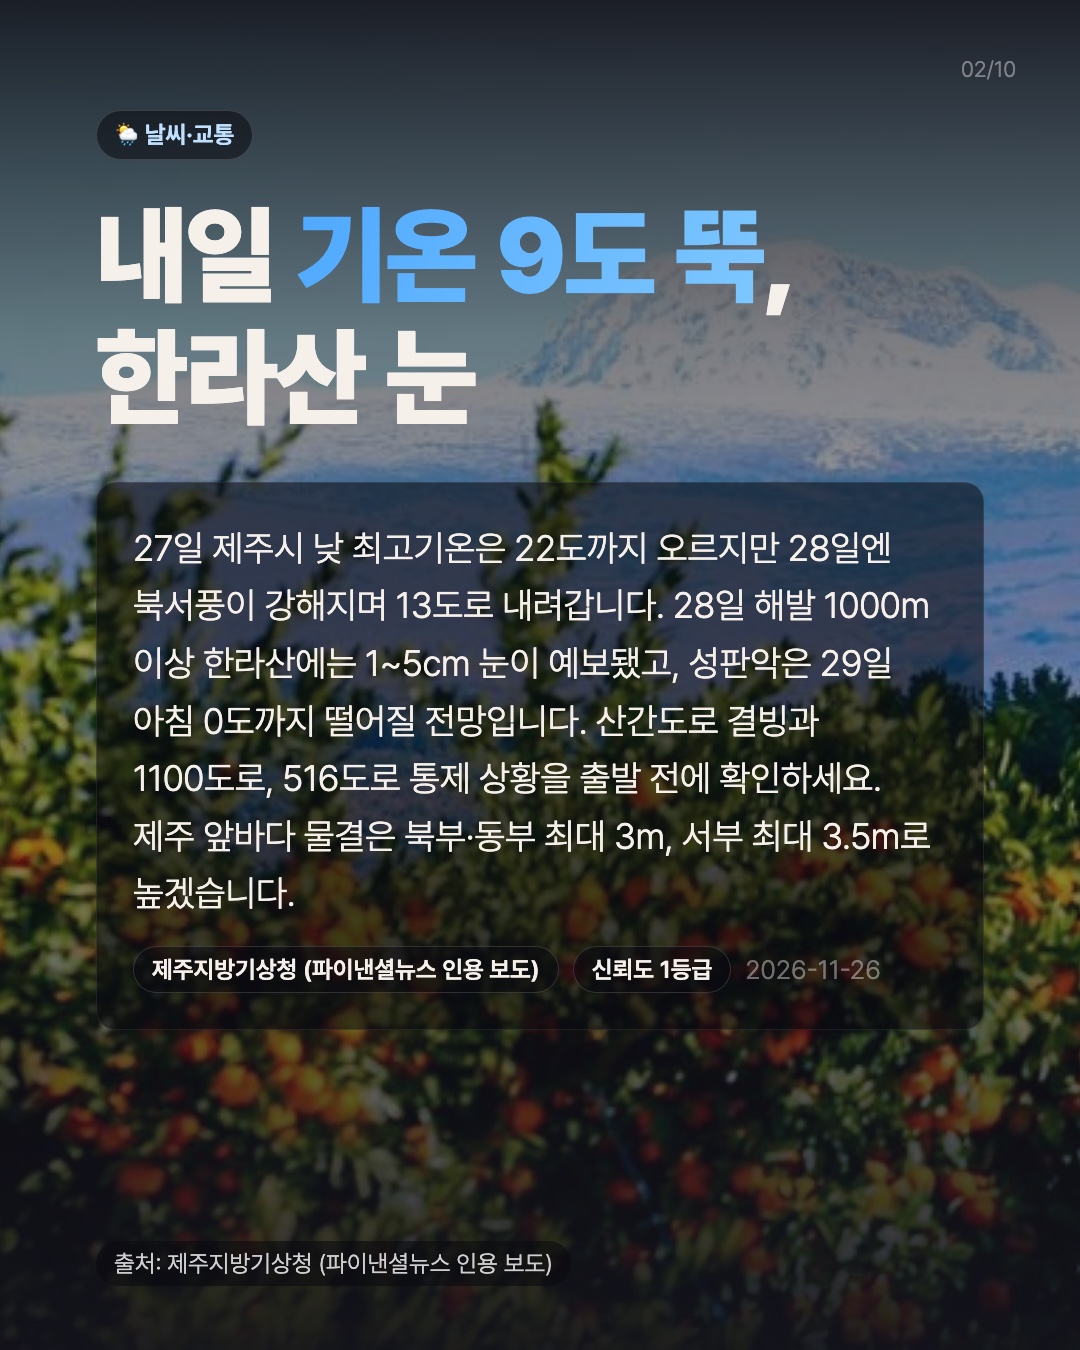 02/10
날씨·교통
내일 기온 9도 뚝,
한라산 눈
27일 제주시 낮 최고기온은 22도까지 오르지만 28일엔
북서풍이 강해지며 13도로 내려갑니다. 28일 해발 1000m
이상 한라산에는 1~5cm 눈이 예보됐고, 성판악은 29일
아침 0도까지 떨어질 전망입니다. 산간도로 결빙과
1100도로, 516도로 통제 상황을 출발 전에 확인하세요.
제주 앞바다 물결은 북부·동부 최대 3m, 서부 최대 3.5m로
높겠습니다.
제주지방기상청 (파이낸셜뉴스 인용 보도) 신뢰도 1등급 2026-11-26
출처: 제주지방기상청 (파이낸셜뉴스 인용 보도)